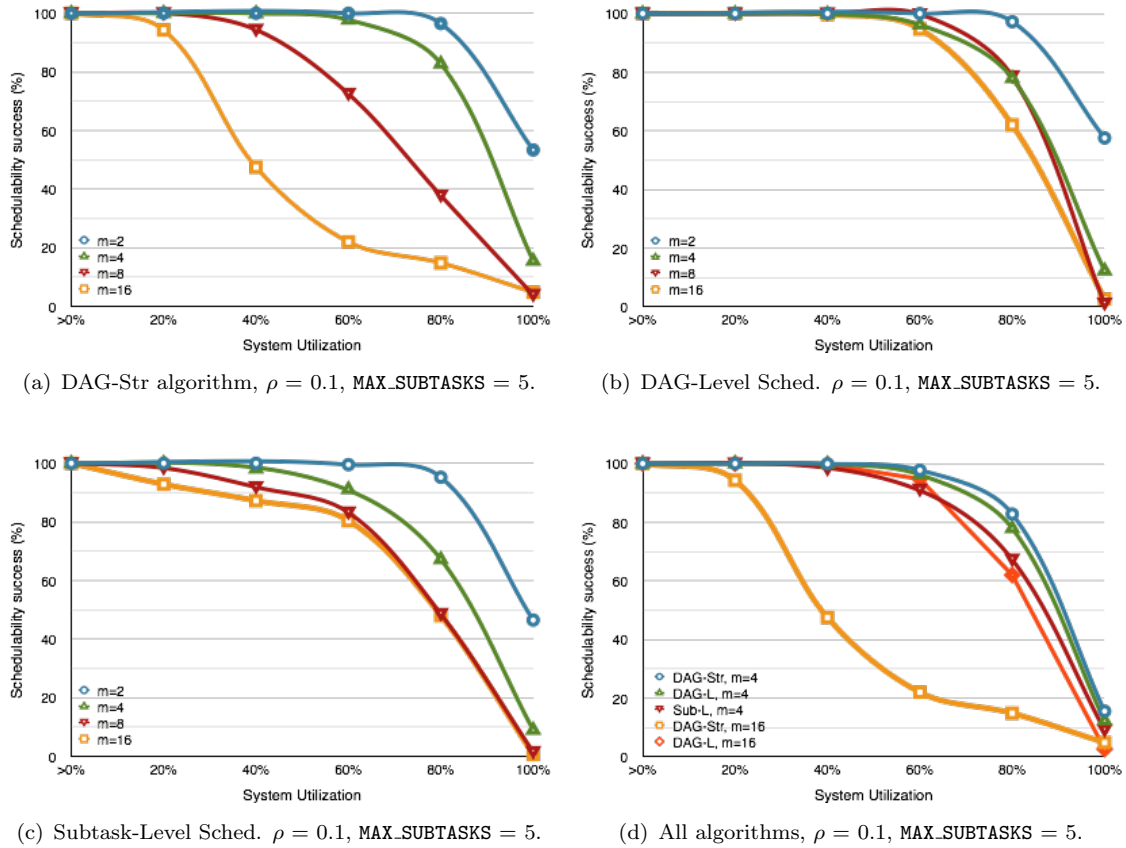 100
80
60
40
20
0
Schedulability success (%)
m=2
m=4
m=8
m=16
>0% 20% 40% 60% 80% 100%
System Utilization
(a) DAG-Str algorithm, ρ = 0.1, MAX_SUBTASKS = 5.
100
80
60
40
20
0
Schedulability success (%)
m=2
m=4
m=8
m=16
>0% 20% 40% 60% 80% 100%
System Utilization
(b) DAG-Level Sched. ρ = 0.1, MAX_SUBTASKS = 5.
100
80
60
40
20
0
Schedulability success (%)
m=2
m=4
m=8
m=16
>0% 20% 40% 60% 80% 100%
System Utilization
(c) Subtask-Level Sched. ρ = 0.1, MAX_SUBTASKS = 5.
100
80
60
40
20
0
Schedulability success (%)
DAG-Str, m=4
DAG-L, m=4
Sub-L, m=4
DAG-Str, m=16
DAG-L, m=16
>0% 20% 40% 60% 80% 100%
System Utilization
(d) All algorithms, ρ = 0.1, MAX_SUBTASKS = 5.